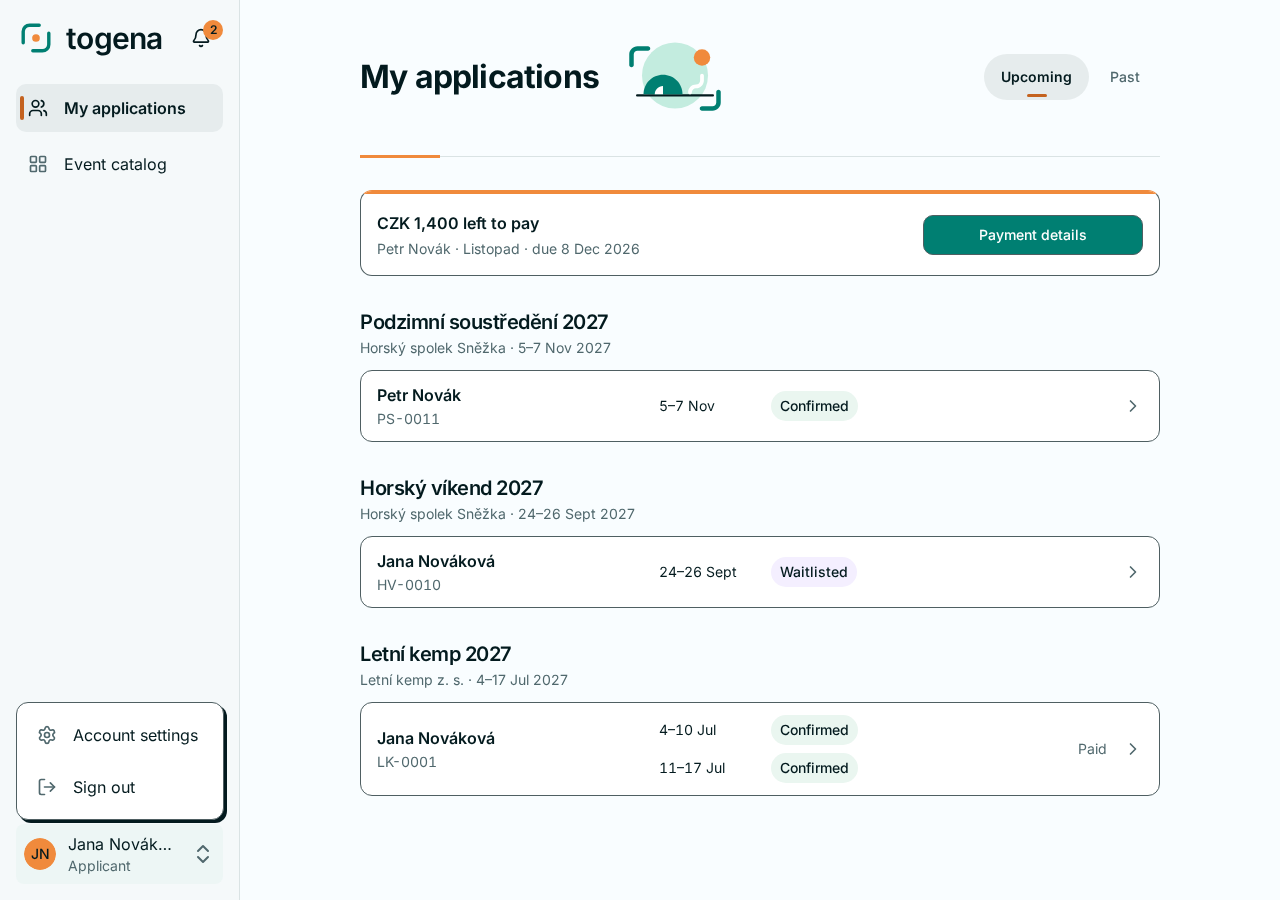 togena
2
My applications
Event catalog
Account settings
Sign out
JN
Jana Novák...
Applicant
My applications
Upcoming
Past
CZK 1,400 left to pay
Petr Novák · Listopad · due 8 Dec 2026
Payment details
Podzimní soustředění 2027
Horský spolek Sněžka · 5–7 Nov 2027
Petr Novák
PS-0011
5–7 Nov
Confirmed
Horský víkend 2027
Horský spolek Sněžka · 24–26 Sept 2027
Jana Nováková
HV-0010
24–26 Sept
Waitlisted
Letní kemp 2027
Letní kemp z. s. · 4–17 Jul 2027
Jana Nováková
LK-0001
4–10 Jul
Confirmed
11–17 Jul
Confirmed
Paid